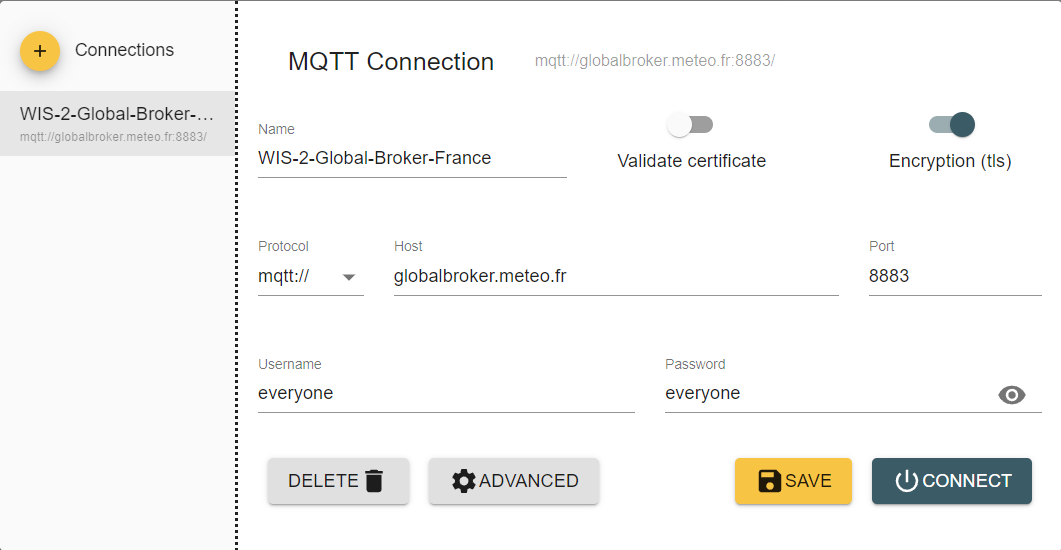 + Connections
WIS-2-Global-Broker-...
mqtt://globalbroker.meteo.fr:8883/
MQTT Connection mqtt://globalbroker.meteo.fr:8883/
Name
WIS-2-Global-Broker-France
Validate certificate
Encryption (tls)
Protocol
mqtt://
Host
globalbroker.meteo.fr
Port
8883
Username
everyone
Password
everyone
DELETE
ADVANCED
SAVE
CONNECT